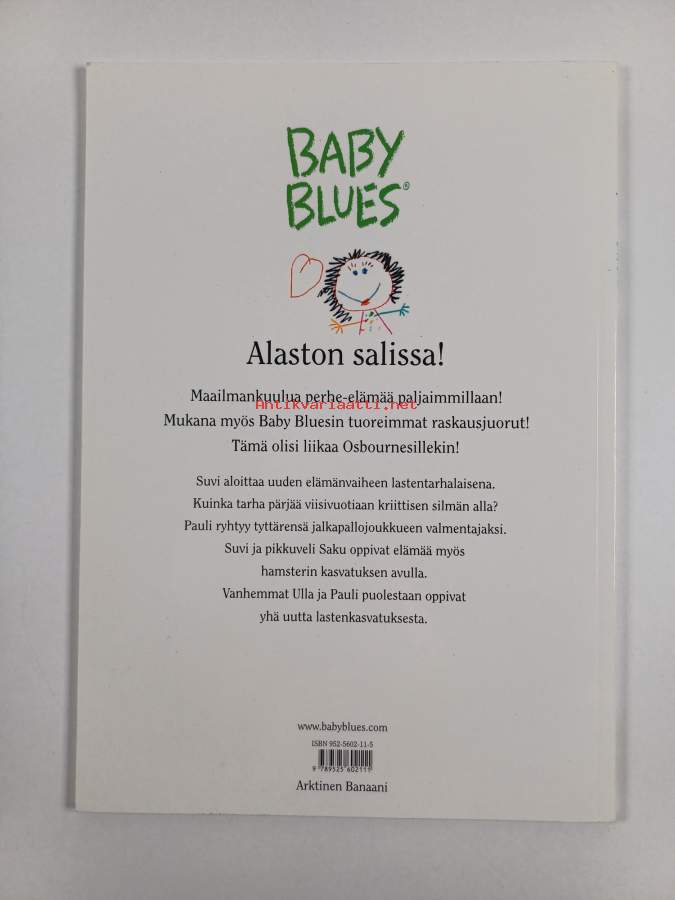 BABY
BLUES®
Alaston salissa!
Maailmankuulua perhe-elämää paljaimmillaan!
Antikvariaatti.net
Mukana myös Baby Bluesin tuoreimmat raskausjuorut!
Tämä olisi liikaa Osbournesillekin!
Suvi aloittaa uuden elämänvaiheen lastentarhalaisena.
Kuinka tarha pärjää viisivuotiaan kriittisen silmän alla?
Pauli ryhtyy tyttärensä jalkapallojoukkueen valmentajaksi.
Suvi ja pikkuveli Saku oppivat elämää myös
hamsterin kasvatuksen avulla.
Vanhemmat Ulla ja Pauli puolestaan oppivat
yhä uutta lastenkasvatuksesta.
www.babyblues.com
ISBN 952-5602-11-5
9 789525 602111
Arktinen Banaani